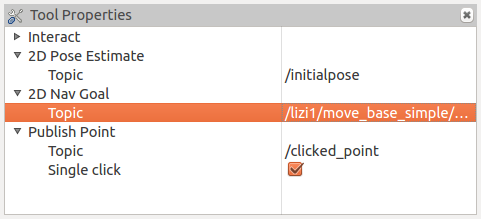 Tool Properties
Interact
2D Pose Estimate
Topic /initialpose
2D Nav Goal
Topic /lizi1/move_base_simple/...
Publish Point
Topic /clicked_point
Single click